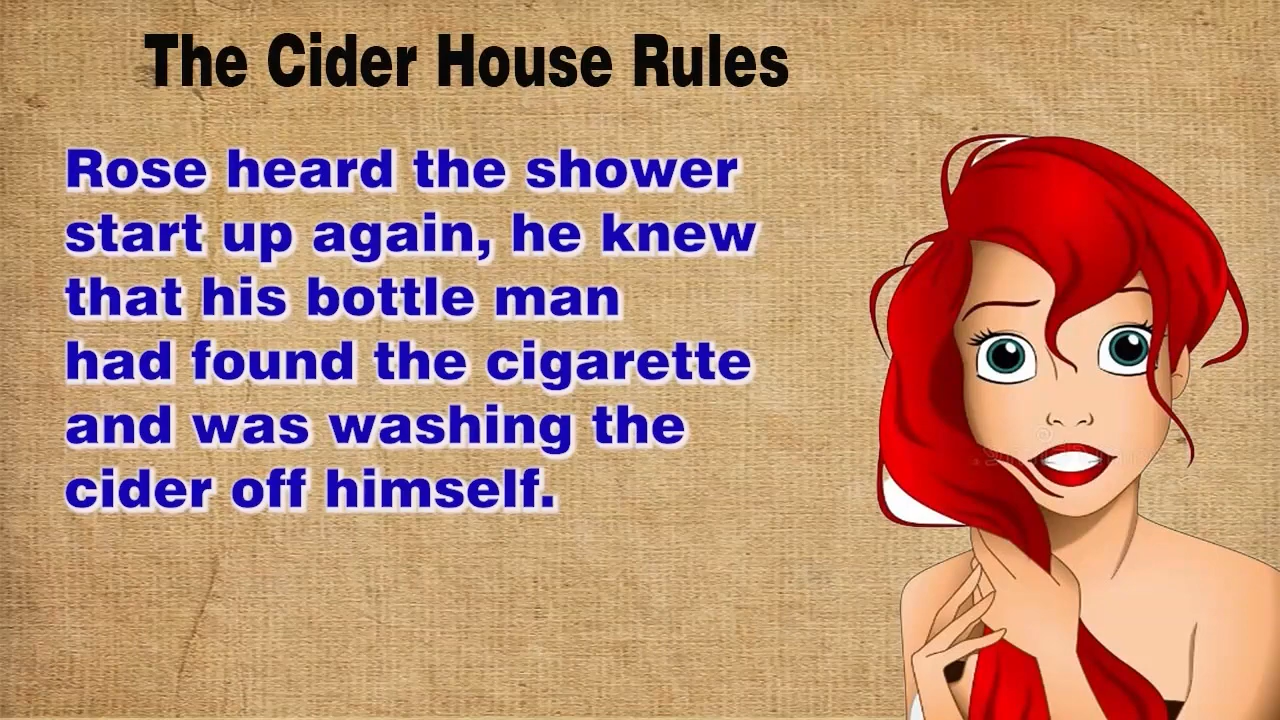 The Cider House Rules
Rose heard the shower
start up again, he knew
that his bottle man
had found the cigarette
and was washing the
cider off himself.